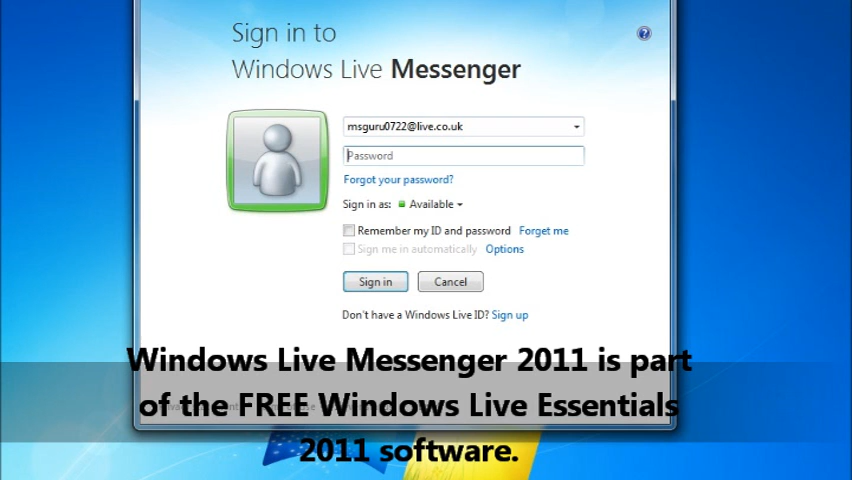 Sign in to
?
Windows Live Messenger
msguru0722@live.co.uk
Password
Forgot your password?
Sign in as: Available
Remember my ID and password Forget me
Sign me in automatically Options
Sign in Cancel
Don't have a Windows Live ID? Sign up
Windows Live Messenger 2011 is part
of the FREE Windows Live Essentials
2011 software.